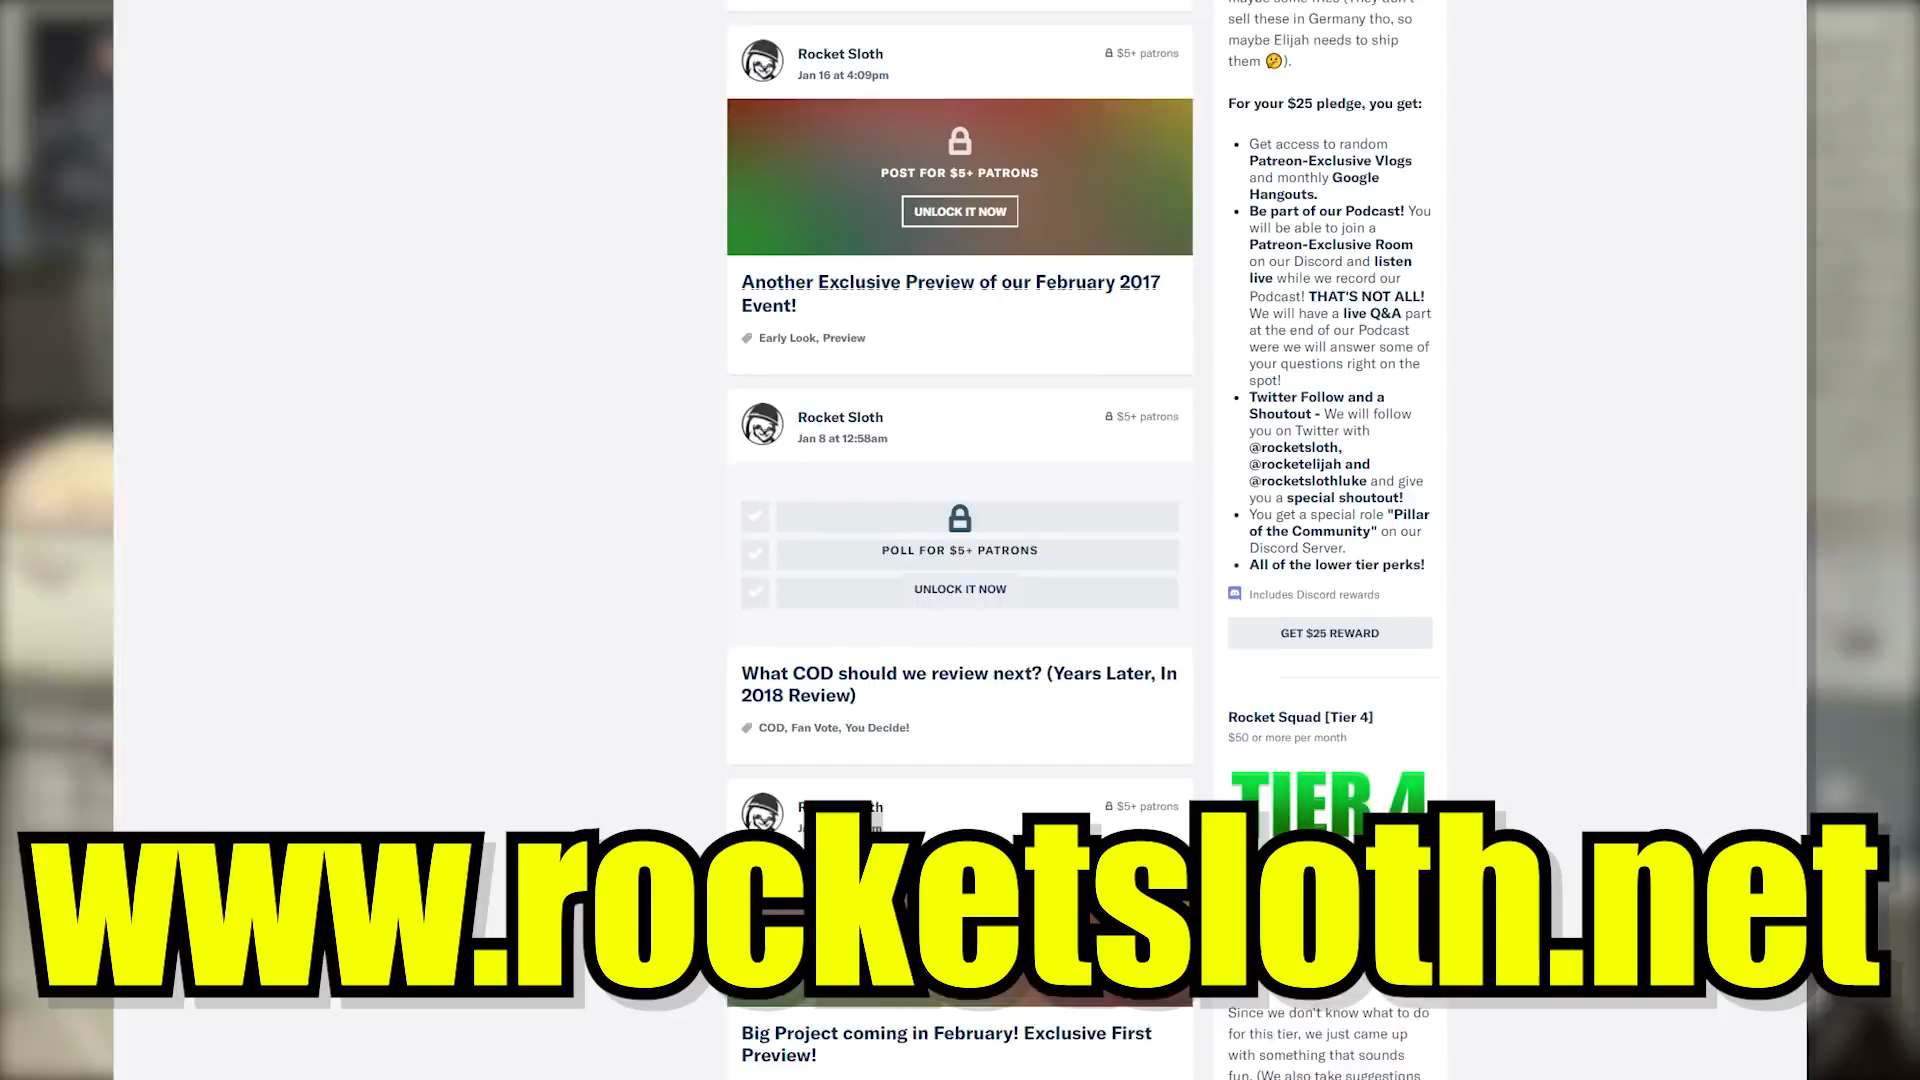 Rocket Sloth
$5+ patrons
Jan 16 at 4:09pm
POST FOR $5+ PATRONS
UNLOCK IT NOW
Another Exclusive Preview of our February 2017
Event!
Early Look, Preview
Rocket Sloth
$5+ patrons
Jan 8 at 12:58am
POLL FOR $5+ PATRONS
UNLOCK IT NOW
What COD should we review next? (Years Later, In
2018 Review)
COD, Fan Vote, You Decide!
$5+ patrons
Big Project coming in February! Exclusive First
Preview!
sell these in Germany tho, so
maybe Elijah needs to ship
them 🤔).
For your $25 pledge, you get:
• Get access to random
Patreon-Exclusive Vlogs
and monthly Google
Hangouts.
• Be part of our Podcast! You
will be able to join a
Patreon-Exclusive Room
on our Discord and listen
live while we record our
Podcast! THAT'S NOT ALL!
We will have a live Q&A part
at the end of our Podcast
were we will answer some of
your questions right on the
spot!
• Twitter Follow and a
Shoutout - We will follow
you on Twitter with
@rocketsloth,
@rocketelijah and
@rocketslothluke and give
you a special shoutout!
• You get a special role "Pillar
of the Community" on our
Discord Server.
• All of the lower tier perks!
Includes Discord rewards
GET $25 REWARD
Rocket Squad [Tier 4]
$50 or more per month
TIER 4
www.rocketsloth.net
Since we don't know what to do
for this tier, we just came up
with something that sounds
fun. (We also take suggestions